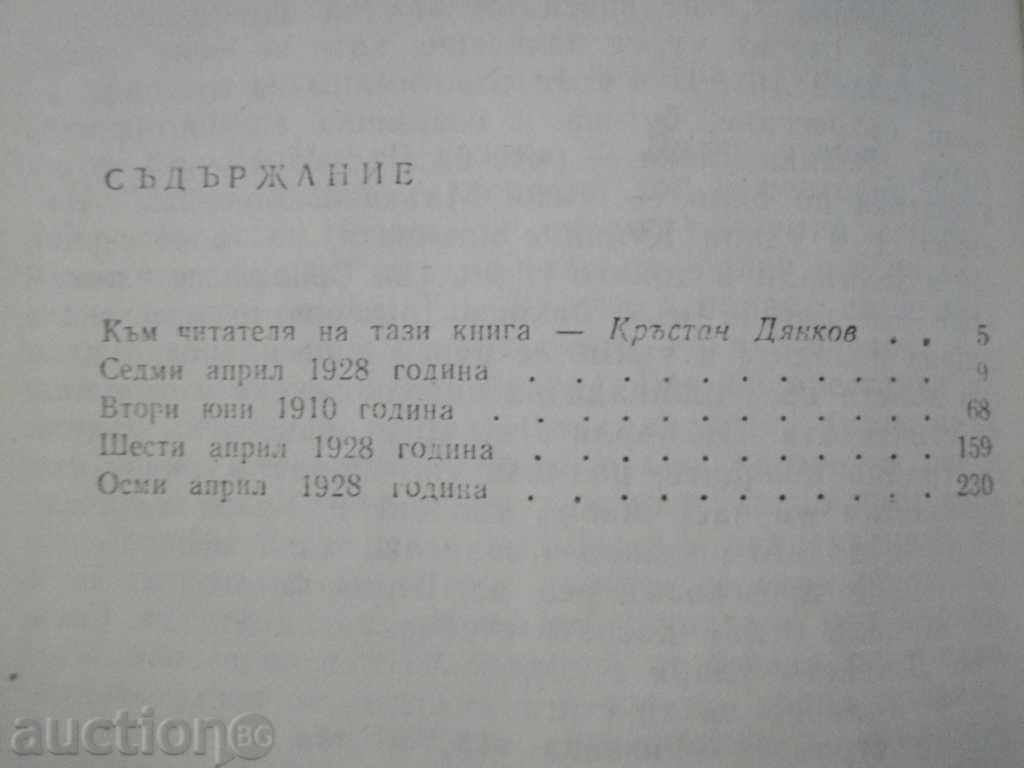 СЪДЪРЖАНИЕ
Към читателя на тази книга — Кръстан Дянков . . 5
Седми април 1928 година . . . . . . . . . . . 9
Втори юни 1910 година . . . . . . . . . . . . 68
Шести април 1928 година . . . . . . . . . . . 159
Осми април 1928 година . . . . . . . . . . . . 230
auctionBG